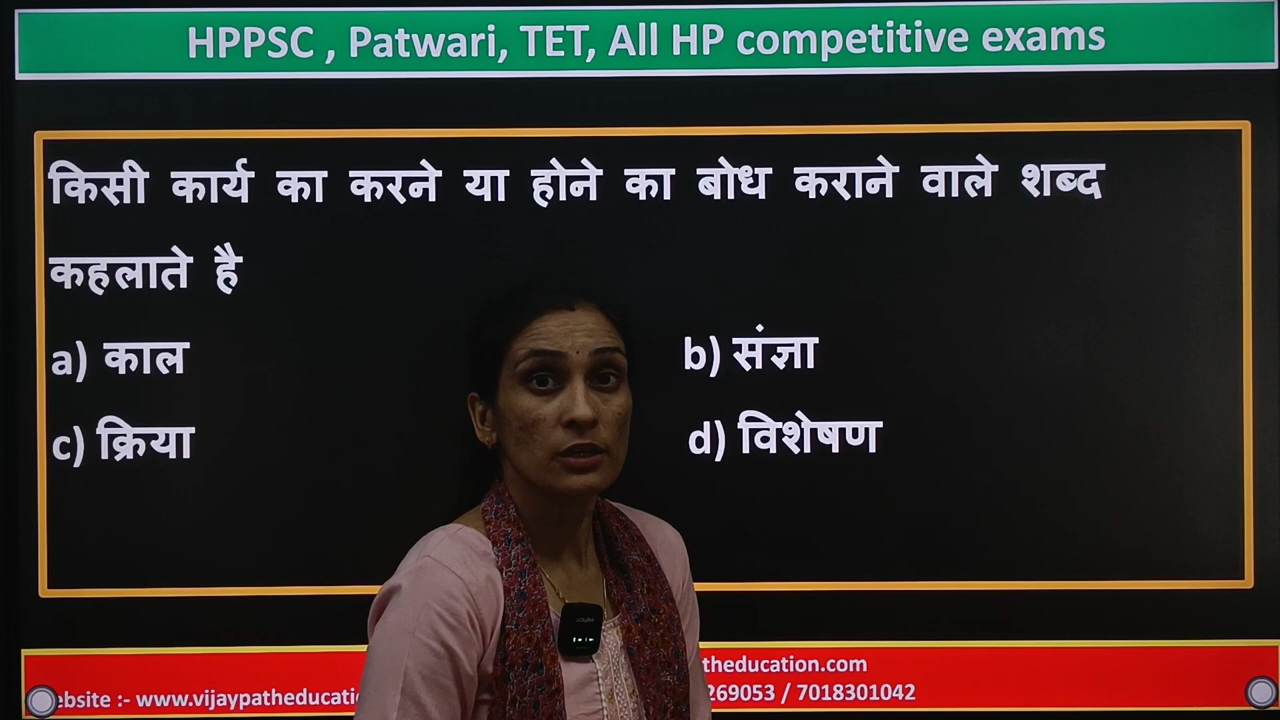 HPPSC , Patwari, TET, All HP competitive exams
किसी कार्य का करने या होने का बोध कराने वाले शब्द
कहलाते है
a) काल
b) संज्ञा
c) क्रिया
d) विशेषण
theducation.com
ebsite :- www.vijaypatheducati
269053 / 7018301042